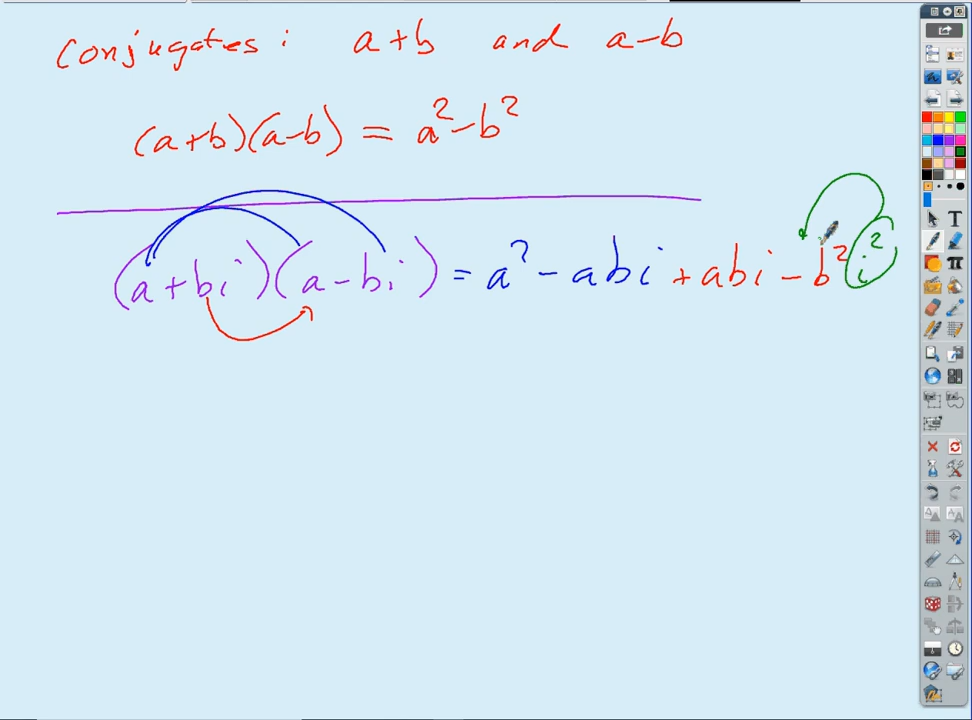 conjugates : a+b and a-b
(a+b)(a-b) = a²-b²
(a+bi)(a-bi) = a² - abi + abi - b²i²